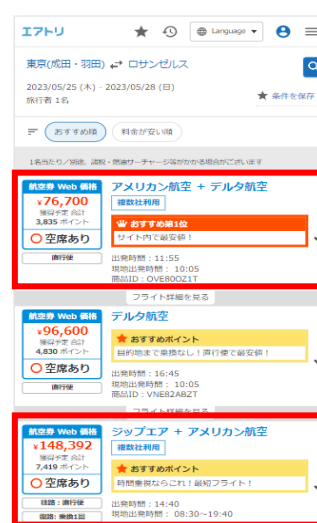 エアトリ
Language
東京(成田・羽田) ロサンゼルス
2023/05/25 (木) - 2023/05/28 (日)
旅行者 1名
条件を保存
おすすめ順
料金が安い順
1名当たり／別途、諸税・燃油サーチャージ等がかかる場合がございます
航空券 Web 価格
¥76,700
獲得予定 合計
3,835 ポイント
空席あり
直行便
アメリカン航空 + デルタ航空
複数社利用
おすすめ第1位
サイト内で最安値！
出発時間：11:55
現地出発時間： 10:05
商品ID：OVE80OZ1T
フライト詳細を見る
航空券 Web 価格
¥96,600
獲得予定 合計
4,830 ポイント
空席あり
直行便
デルタ航空
おすすめポイント
目的地まで乗換なし！直行便で最安値！
出発時間：16:45
現地出発時間： 10:05
商品ID：VNE82ABZT
フライト詳細を見る
航空券 Web 価格
¥148,392
獲得予定 合計
7,419 ポイント
空席あり
往路：直行便
復路：乗換1回
ジップエア + アメリカン航空
複数社利用
おすすめポイント
時間重視ならこれ！最短フライト！
出発時間：14:40
現地出発時間： 08:30～19:40